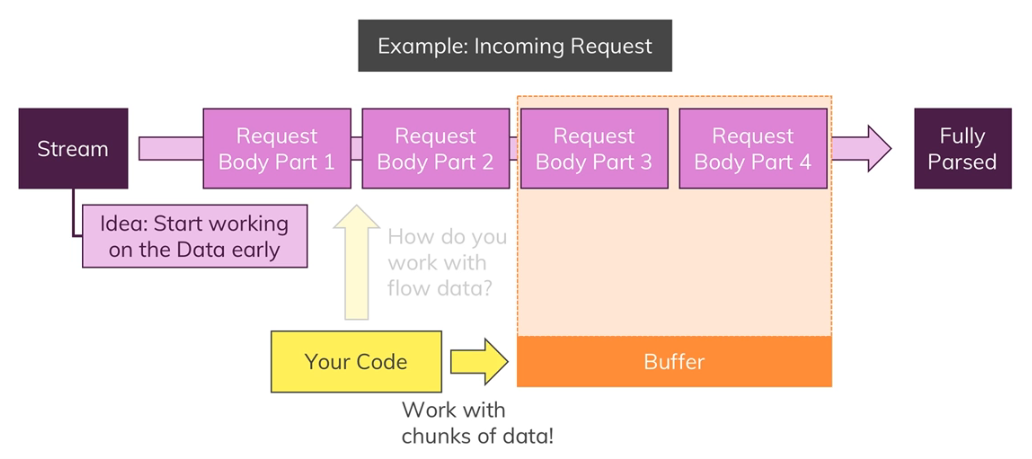 Example: Incoming Request
Stream
Request
Body Part 1
Request
Body Part 2
Request
Body Part 3
Request
Body Part 4
Fully
Parsed
Idea: Start working
on the Data early
How do you
work with
flow data?
Your Code
Buffer
Work with
chunks of data!